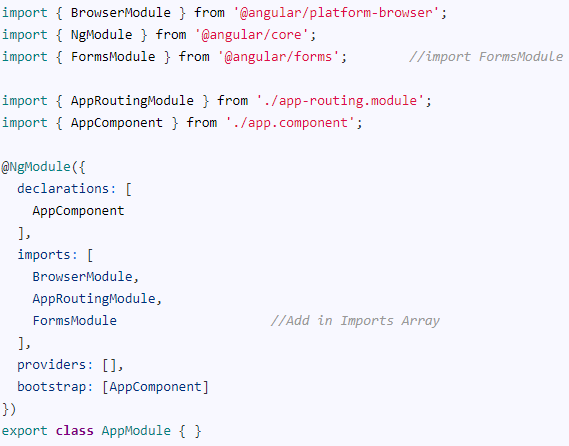 import { BrowserModule } from '@angular/platform-browser';
import { NgModule } from '@angular/core';
import { FormsModule } from '@angular/forms';        //import FormsModule

import { AppRoutingModule } from './app-routing.module';
import { AppComponent } from './app.component';

@NgModule({
  declarations: [
    AppComponent
  ],
  imports: [
    BrowserModule,
    AppRoutingModule,
    FormsModule                    //Add in Imports Array
  ],
  providers: [],
  bootstrap: [AppComponent]
})
export class AppModule { }